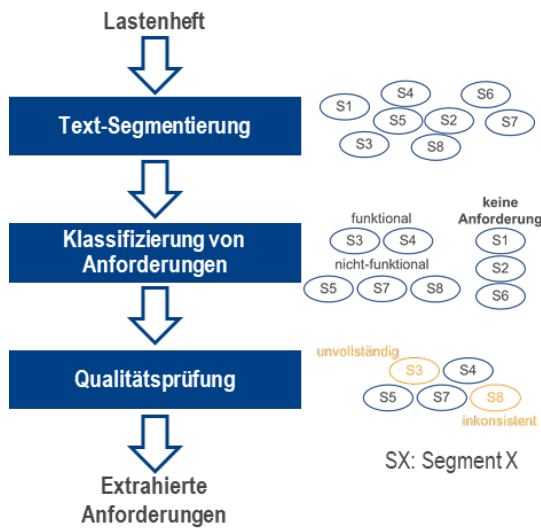 Lastenheft
Text-Segmentierung
S1
S4
S6
S5
S2
S7
S3
S8
Klassifizierung von
Anforderungen
funktional
S3
S4
nicht-funktional
S5
S7
S8
keine
Anforderung
S1
S2
S6
Qualitätsprüfung
unvollständig
S3
S4
S5
S7
S8
inkonsistent
SX: Segment X
Extrahierte
Anforderungen